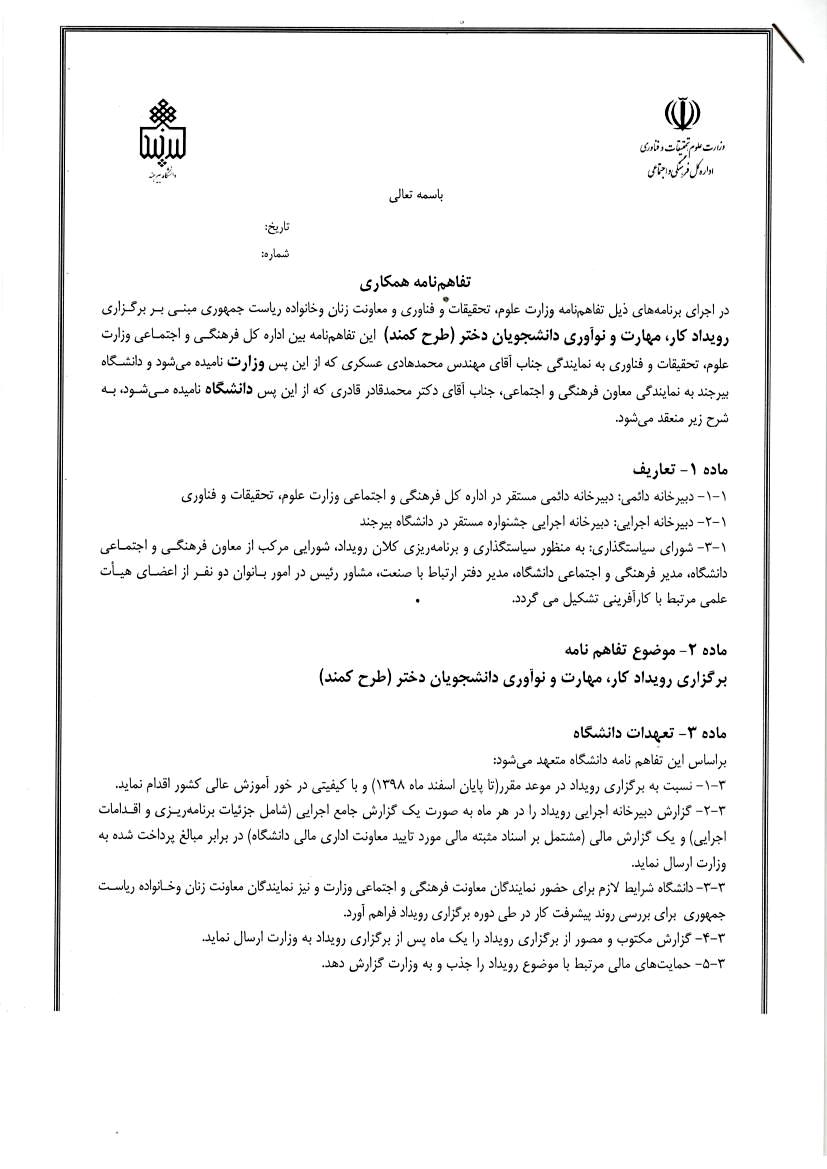 وزارت علوم، تحقیقات و فناوری
اداره کل فرهنگی و اجتماعی
دانشگاه بیرجند
باسمه تعالی
تاریخ:
شماره:
تفاهم‌نامه همکاری
در اجرای برنامه‌های ذیل تفاهم‌نامه وزارت علوم، تحقیقات و فناوری و معاونت زنان وخانواده ریاست جمهوری مبنی بر برگزاری
رویداد کار، مهارت و نوآوری دانشجویان دختر (طرح کمند) این تفاهم‌نامه بین اداره کل فرهنگی و اجتماعی وزارت
علوم، تحقیقات و فناوری به نمایندگی جناب آقای مهندس محمدهادی عسکری که از این پس وزارت نامیده می‌شود و دانشگاه
بیرجند به نمایندگی معاون فرهنگی و اجتماعی، جناب آقای دکتر محمدقادر قادری که از این پس دانشگاه نامیده می‌شود، به
شرح زیر منعقد می‌شود.
ماده ۱- تعاریف
۱-۱- دبیرخانه دائمی: دبیرخانه دائمی مستقر در اداره کل فرهنگی و اجتماعی وزارت علوم، تحقیقات و فناوری
۲-۱- دبیرخانه اجرایی: دبیرخانه اجرایی جشنواره مستقر در دانشگاه بیرجند
۳-۱- شورای سیاستگذاری: به منظور سیاستگذاری و برنامه‌ریزی کلان رویداد، شورایی مرکب از معاون فرهنگی و اجتماعی
دانشگاه، مدیر فرهنگی و اجتماعی دانشگاه، مدیر دفتر ارتباط با صنعت، مشاور رئیس در امور بانوان دو نفر از اعضای هیأت
علمی مرتبط با کارآفرینی تشکیل می گردد.
ماده ۲- موضوع تفاهم نامه
برگزاری رویداد کار، مهارت و نوآوری دانشجویان دختر (طرح کمند)
ماده ۳- تعهدات دانشگاه
براساس این تفاهم نامه دانشگاه متعهد می‌شود:
۱-۳- نسبت به برگزاری رویداد در موعد مقرر(تا پایان اسفند ماه ۱۳۹۸) و با کیفیتی در خور آموزش عالی کشور اقدام نماید.
۲-۳- گزارش دبیرخانه اجرایی رویداد را در هر ماه به صورت یک گزارش جامع اجرایی (شامل جزئیات برنامه‌ریزی و اقدامات
اجرایی) و یک گزارش مالی (مشتمل بر اسناد مثبته مالی مورد تایید معاونت اداری مالی دانشگاه) در برابر مبالغ پرداخت شده به
وزارت ارسال نماید.
۳-۳- دانشگاه شرایط لازم برای حضور نمایندگان معاونت فرهنگی و اجتماعی وزارت و نیز نمایندگان معاونت زنان وخانواده ریاست
جمهوری برای بررسی روند پیشرفت کار در طی دوره برگزاری رویداد فراهم آورد.
۴-۳- گزارش مکتوب و مصور از برگزاری رویداد را یک ماه پس از برگزاری رویداد به وزارت ارسال نماید.
۵-۳- حمایت‌های مالی مرتبط با موضوع رویداد را جذب و به وزارت گزارش دهد.